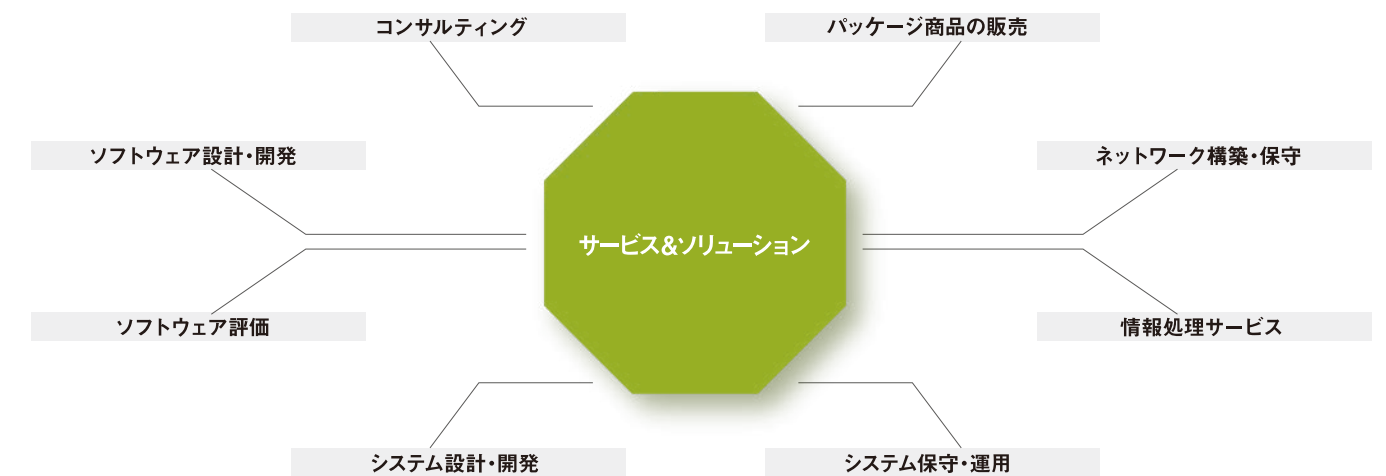 コンサルティング
パッケージ商品の販売
ソフトウェア設計・開発
ネットワーク構築・保守
サービス&ソリューション
ソフトウェア評価
情報処理サービス
システム設計・開発
システム保守・運用